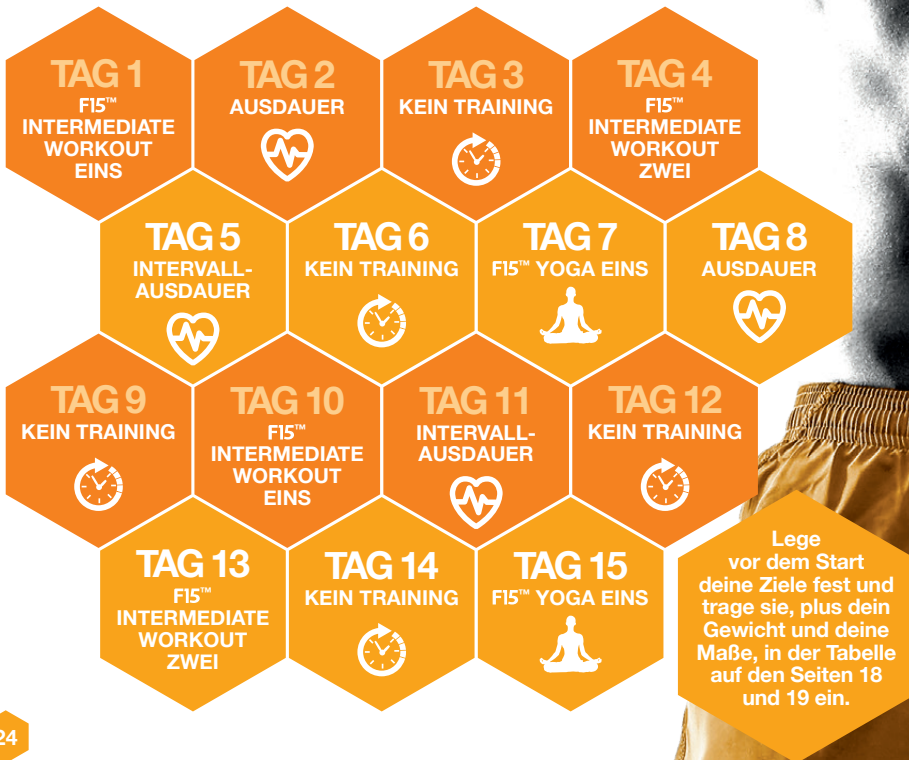 TAG 1
F15™
INTERMEDIATE
WORKOUT
EINS
TAG 2
AUSDAUER
TAG 3
KEIN TRAINING
TAG 4
F15™
INTERMEDIATE
WORKOUT
ZWEI
TAG 5
INTERVALL-
AUSDAUER
TAG 6
KEIN TRAINING
TAG 7
F15™ YOGA EINS
TAG 8
AUSDAUER
TAG 9
KEIN TRAINING
TAG 10
F15™
INTERMEDIATE
WORKOUT
EINS
TAG 11
INTERVALL-
AUSDAUER
TAG 12
KEIN TRAINING
TAG 13
F15™
INTERMEDIATE
WORKOUT
ZWEI
TAG 14
KEIN TRAINING
TAG 15
F15™ YOGA EINS
Lege
vor dem Start
deine Ziele fest und
trage sie, plus dein
Gewicht und deine
Maße, in der Tabelle
auf den Seiten 18
und 19 ein.
24